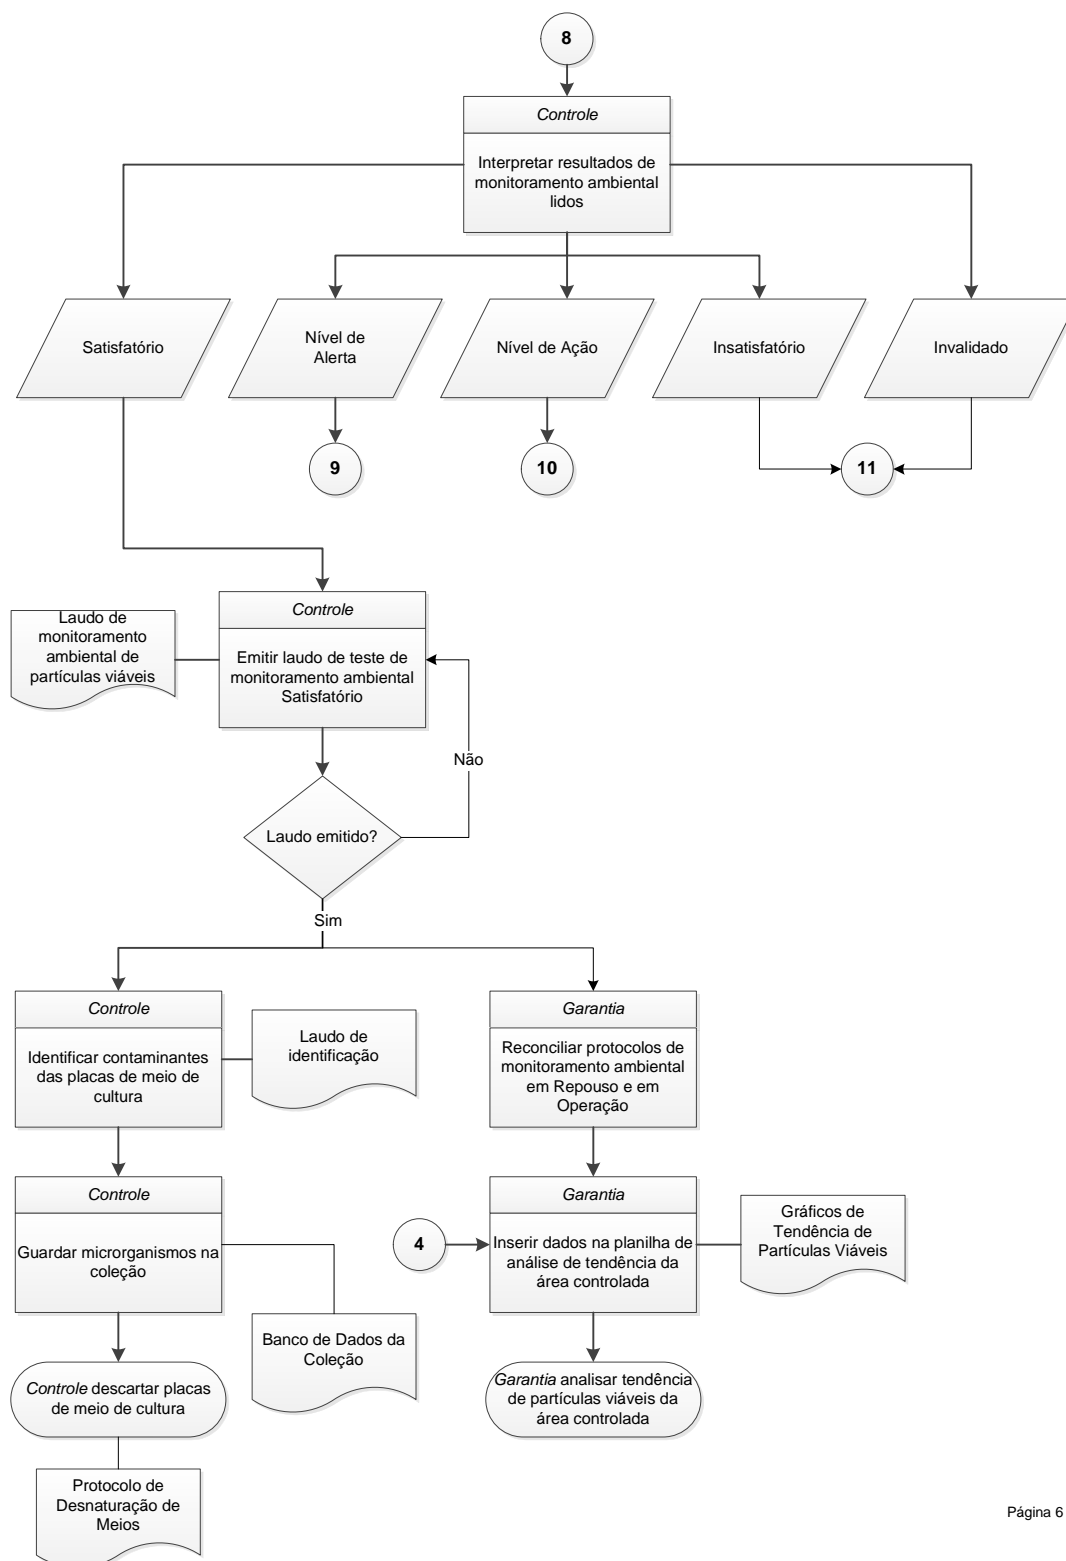 8
Controle
Interpretar resultados de
monitoramento ambiental
lidos
Satisfatório
Nível de
Alerta
Nível de Ação
Insatisfatório
Invalidado
9
10
11
Laudo de
monitoramento
ambiental de
partículas viáveis
Controle
Emitir laudo de teste de
monitoramento ambiental
Satisfatório
Não
Laudo emitido?
Sim
Controle
Identificar contaminantes
das placas de meio de
cultura
Laudo de
identificação
Garantia
Reconciliar protocolos de
monitoramento ambiental
em Repouso e em
Operação
Controle
Guardar microrganismos na
coleção
4
Garantia
Inserir dados na planilha de
análise de tendência da
área controlada
Gráficos de
Tendência de
Partículas Viáveis
Banco de Dados da
Coleção
Controle descartar placas
de meio de cultura
Garantia analisar tendência
de partículas viáveis da
área controlada
Protocolo de
Desnaturação de
Meios
Página 6